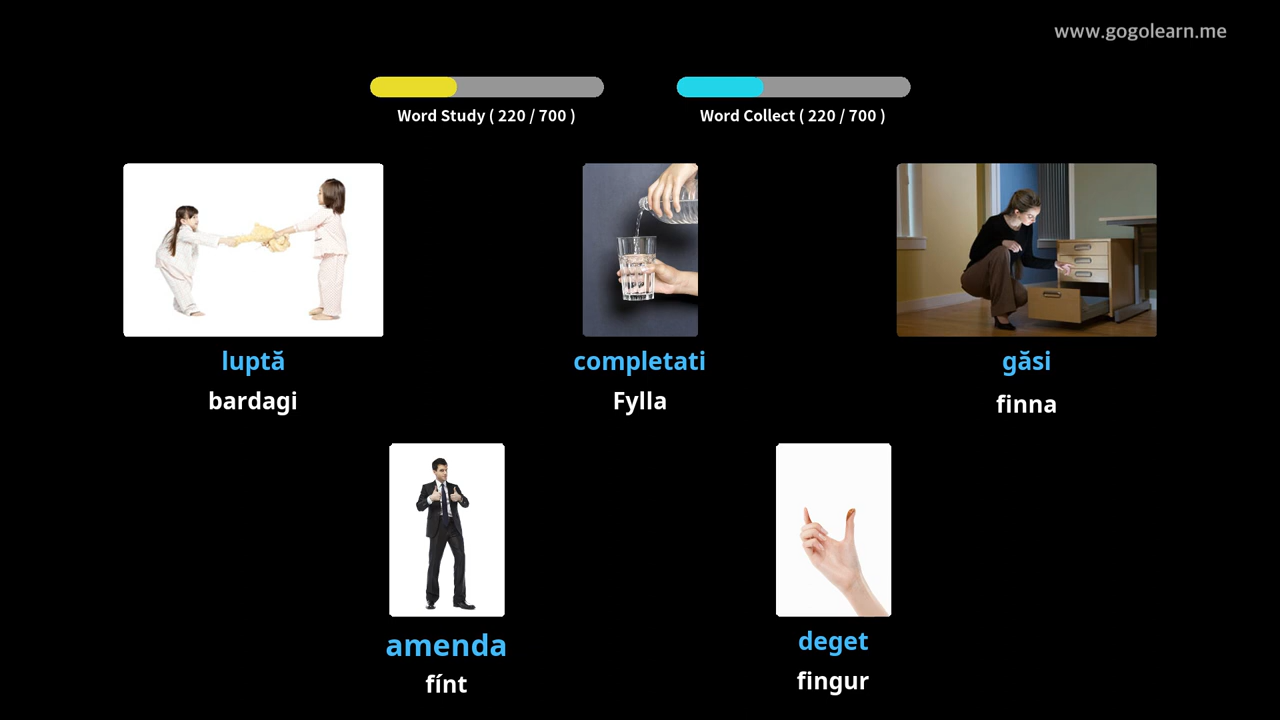 www.gogolearn.me
Word Study ( 220 / 700 )
Word Collect ( 220 / 700 )
luptă
bardagi
completati
Fylla
găsi
finna
amenda
fínt
deget
fingur